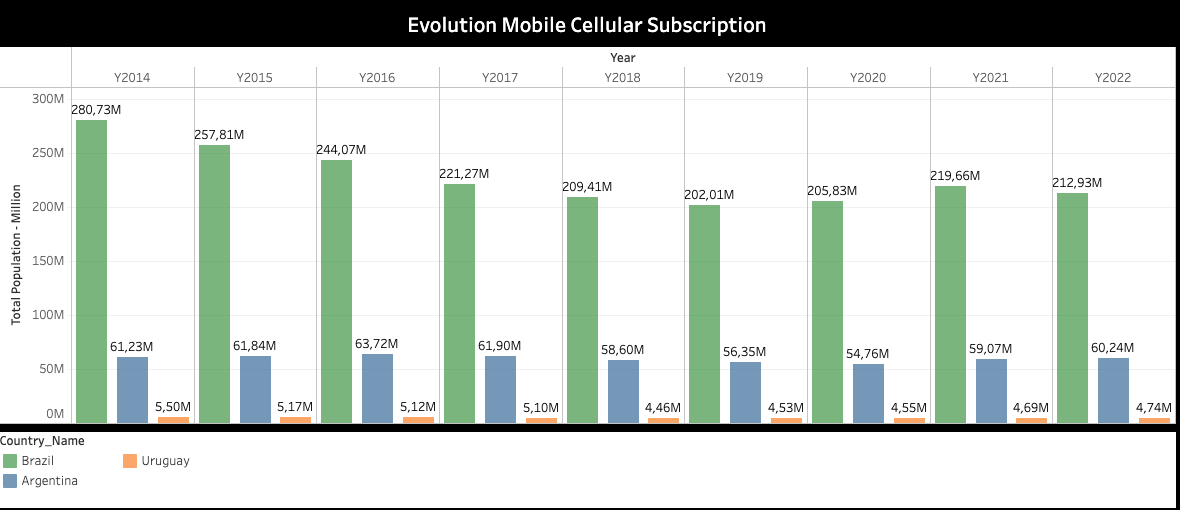 Evolution Mobile Cellular Subscription
Year
Y2014 Y2015 Y2016 Y2017 Y2018 Y2019 Y2020 Y2021 Y2022
Total Population - Million
300M
250M
200M
150M
100M
50M
0M
280,73M 61,23M 5,50M
257,81M 61,84M 5,17M
244,07M 63,72M 5,12M
221,27M 61,90M 5,10M
209,41M 58,60M 4,46M
202,01M 56,35M 4,53M
205,83M 54,76M 4,55M
219,66M 59,07M 4,69M
212,93M 60,24M 4,74M
Country_Name
Brazil Uruguay
Argentina